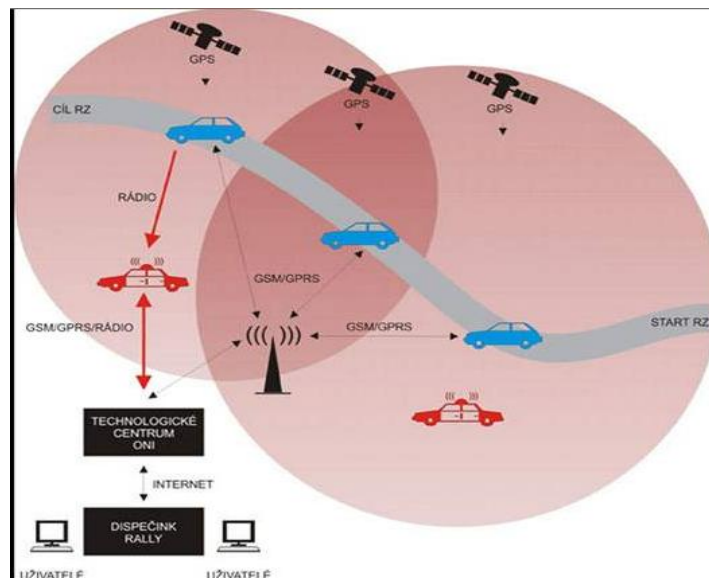 GPS
GPS
GPS
CÍL RZ
RÁDIO
GSM/GPRS
START RZ
GSM/GPRS/RÁDIO
GSM/GPRS
TECHNOLOGICKÉ
CENTRUM
ONI
INTERNET
DISPEČINK
RALLY
UŽIVATELÉ
UŽIVATELÉ